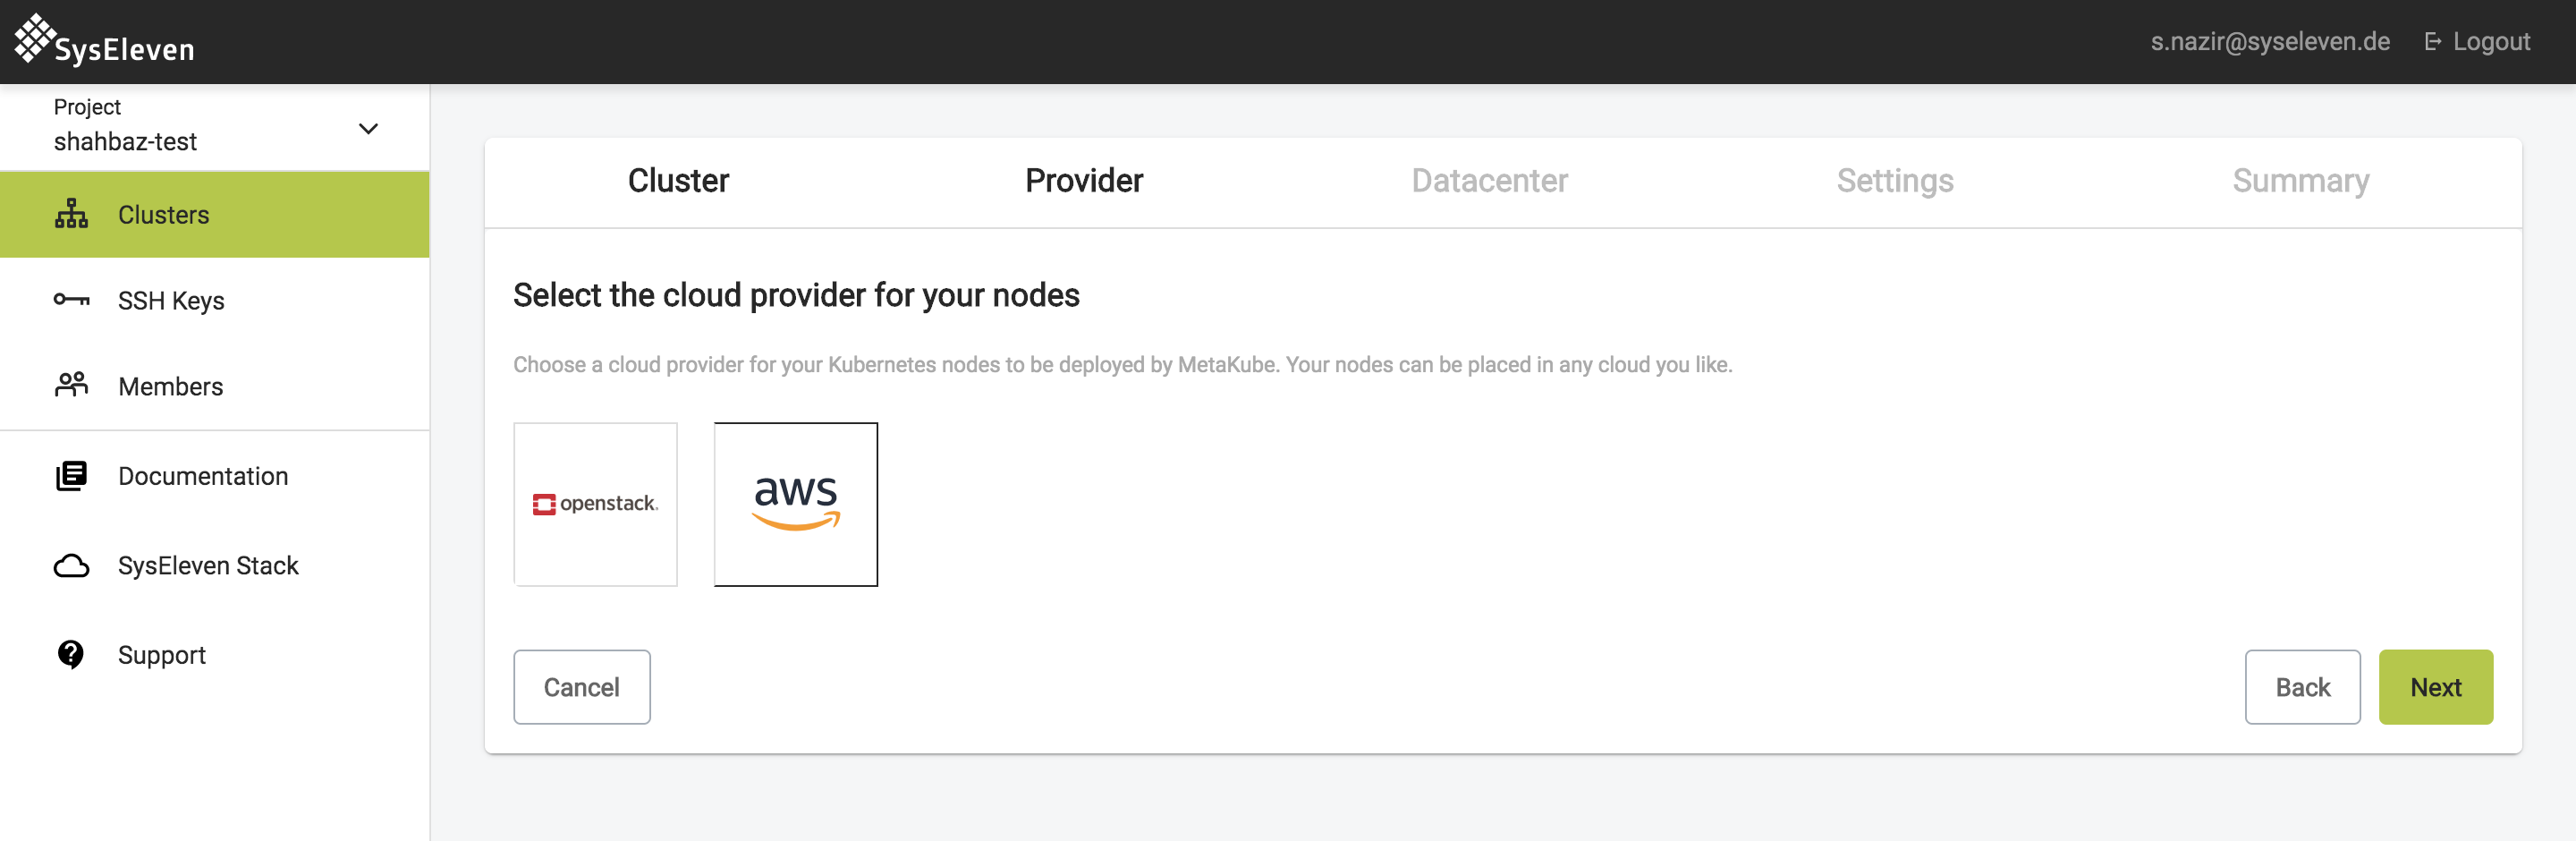 SysEleven
s.nazir@syseleven.de
Logout
Project
shahbaz-test
Clusters
SSH Keys
Members
Documentation
SysEleven Stack
Support
Cluster
Provider
Datacenter
Settings
Summary
Select the cloud provider for your nodes
Choose a cloud provider for your Kubernetes nodes to be deployed by MetaKube. Your nodes can be placed in any cloud you like.
openstack.
aws
Cancel
Back
Next